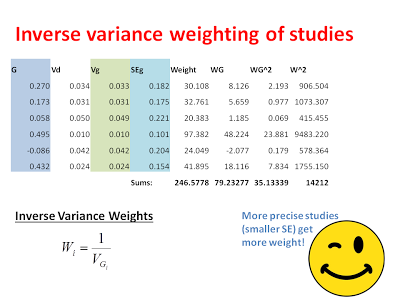 Inverse variance weighting of studies
G Vd Vg SEg Weight WG WG^2 W^2
0.270 0.034 0.033 0.182 30.108 8.126 2.193 906.504
0.173 0.031 0.031 0.175 32.761 5.659 0.977 1073.307
0.058 0.050 0.049 0.221 20.383 1.185 0.069 415.455
0.495 0.010 0.010 0.101 97.382 48.224 23.881 9483.220
-0.086 0.042 0.042 0.204 24.049 -2.077 0.179 578.364
0.432 0.024 0.024 0.154 41.895 18.116 7.834 1755.150
Sums: 246.5778 79.23277 35.13339 14212
Inverse Variance Weights
W_i = 1 / V_{G_i}
More precise studies
(smaller SE) get
more weight!